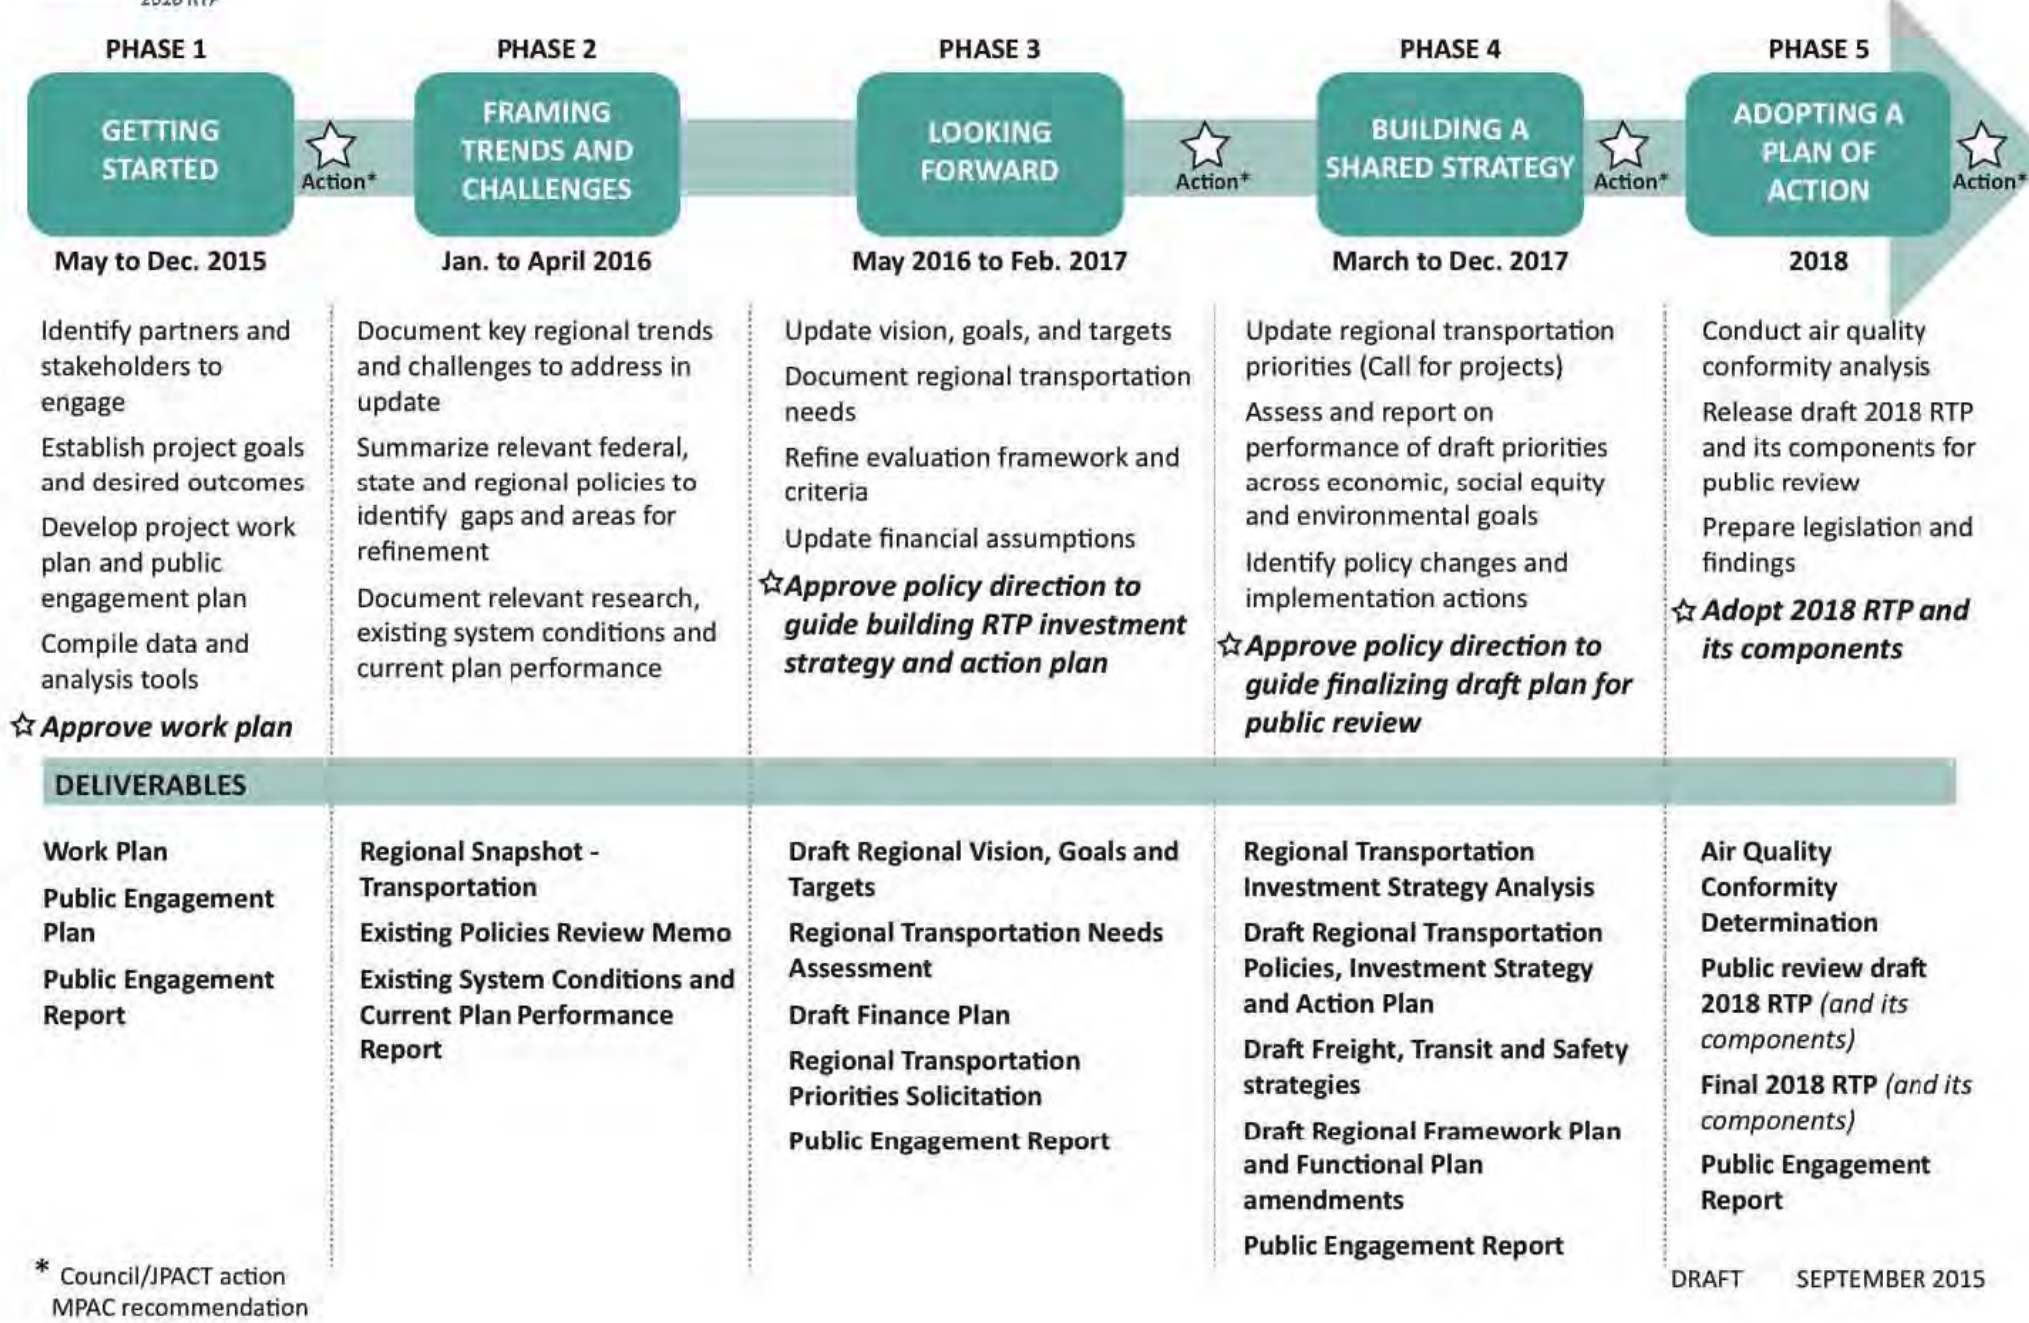 2018 RTP
PHASE 1
GETTING
STARTED
May to Dec. 2015
Action*
PHASE 2
FRAMING
TRENDS AND
CHALLENGES
Jan. to April 2016
PHASE 3
LOOKING
FORWARD
May 2016 to Feb. 2017
Action*
PHASE 4
BUILDING A
SHARED STRATEGY
March to Dec. 2017
Action*
PHASE 5
ADOPTING A
PLAN OF
ACTION
2018
Action*
Identify partners and
stakeholders to
engage
Establish project goals
and desired outcomes
Develop project work
plan and public
engagement plan
Compile data and
analysis tools
Approve work plan
Document key regional trends
and challenges to address in
update
Summarize relevant federal,
state and regional policies to
identify gaps and areas for
refinement
Document relevant research,
existing system conditions and
current plan performance
Update vision, goals, and targets
Document regional transportation
needs
Refine evaluation framework and
criteria
Update financial assumptions
Approve policy direction to
guide building RTP investment
strategy and action plan
Update regional transportation
priorities (Call for projects)
Assess and report on
performance of draft priorities
across economic, social equity
and environmental goals
Identify policy changes and
implementation actions
Approve policy direction to
guide finalizing draft plan for
public review
Conduct air quality
conformity analysis
Release draft 2018 RTP
and its components for
public review
Prepare legislation and
findings
Adopt 2018 RTP and
its components
DELIVERABLES
Work Plan
Public Engagement
Plan
Public Engagement
Report
Regional Snapshot -
Transportation
Existing Policies Review Memo
Existing System Conditions and
Current Plan Performance
Report
Draft Regional Vision, Goals and
Targets
Regional Transportation Needs
Assessment
Draft Finance Plan
Regional Transportation
Priorities Solicitation
Public Engagement Report
Regional Transportation
Investment Strategy Analysis
Draft Regional Transportation
Policies, Investment Strategy
and Action Plan
Draft Freight, Transit and Safety
strategies
Draft Regional Framework Plan
and Functional Plan
amendments
Public Engagement Report
Air Quality
Conformity
Determination
Public review draft
2018 RTP (and its
components)
Final 2018 RTP (and its
components)
Public Engagement
Report
* Council/JPACT action
MPAC recommendation
DRAFT SEPTEMBER 2015